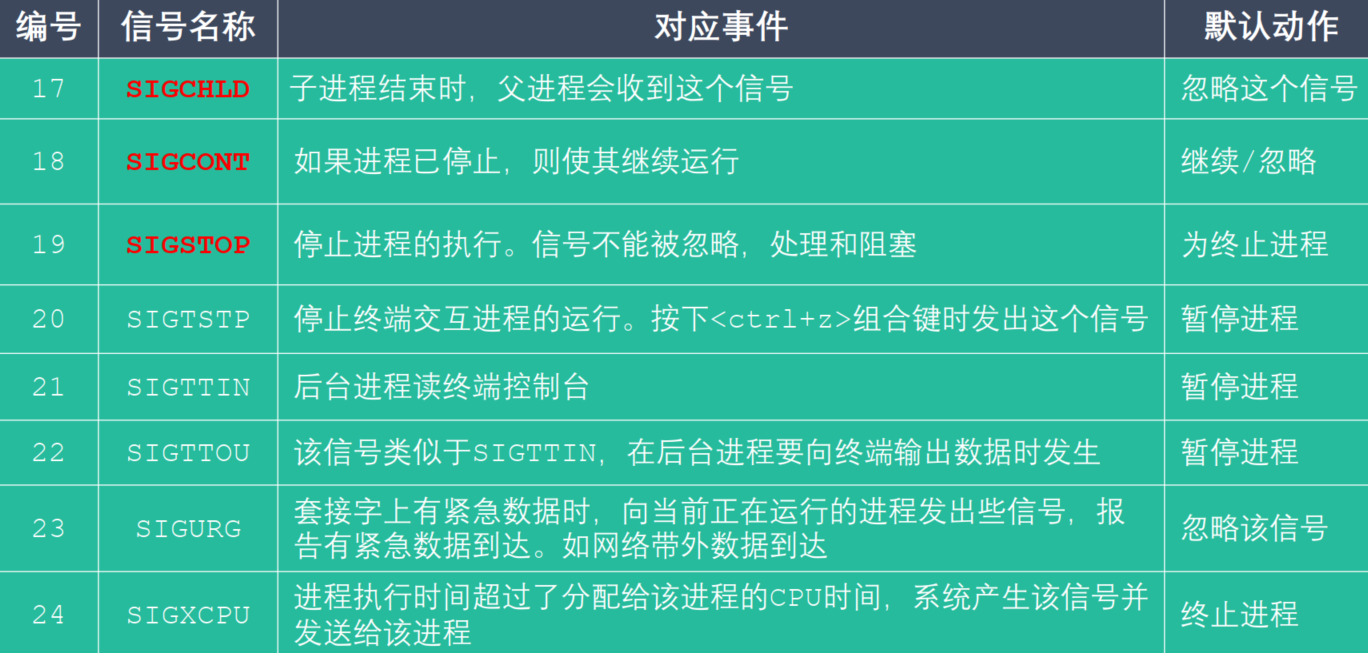 编号 信号名称 对应事件 默认动作
17 SIGCHLD 子进程结束时，父进程会收到这个信号 忽略这个信号
18 SIGCONT 如果进程已停止，则使其继续运行 继续/忽略
19 SIGSTOP 停止进程的执行。信号不能被忽略，处理和阻塞 为终止进程
20 SIGTSTP 停止终端交互进程的运行。按下<ctrl+z>组合键时发出这个信号 暂停进程
21 SIGTTIN 后台进程读终端控制台 暂停进程
22 SIGTTOU 该信号类似于SIGTTIN，在后台进程要向终端输出数据时发生 暂停进程
23 SIGURG 套接字上有紧急数据时，向当前正在运行的进程发出些信号，报
告有紧急数据到达。如网络带外数据到达 忽略该信号
24 SIGXCPU 进程执行时间超过了分配给该进程的CPU时间，系统产生该信号并
发送给该进程 终止进程